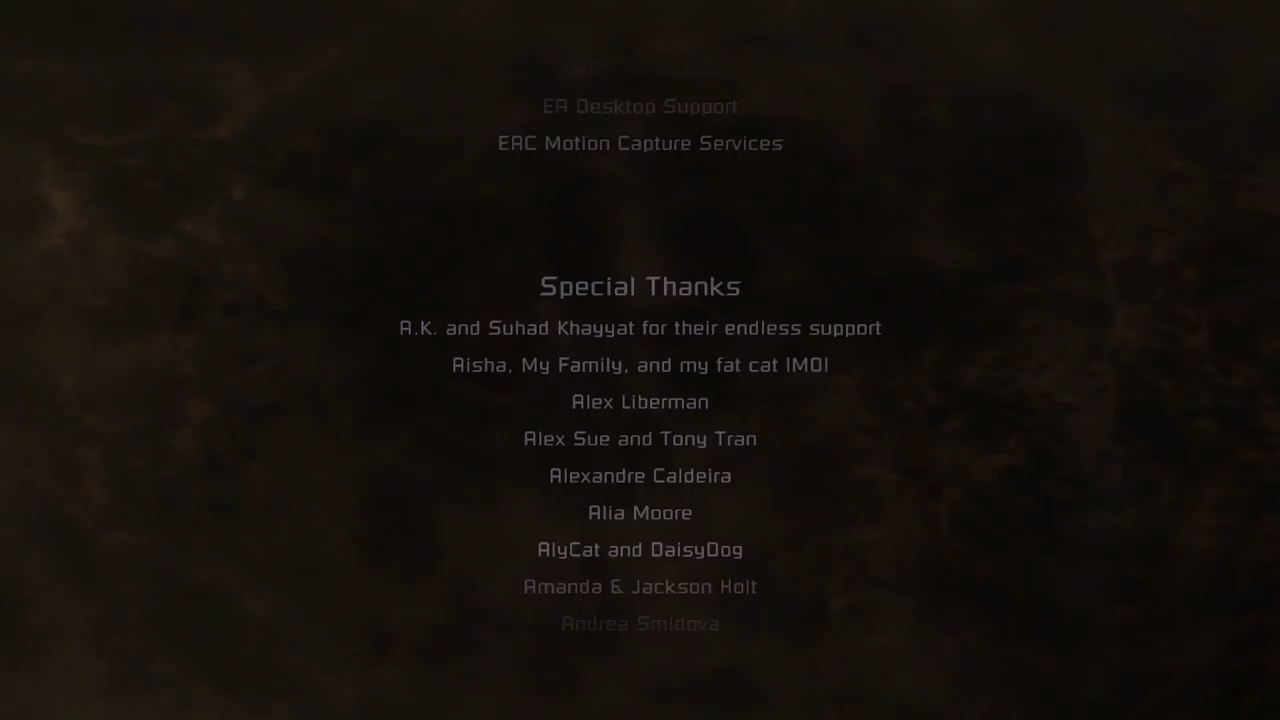 EA Desktop Support
EAC Motion Capture Services
Special Thanks
A.K. and Suhad Khayyat for their endless support
Aisha, My Family, and my fat cat IMOI
Alex Liberman
Alex Sue and Tony Tran
Alexandre Caldeira
Alia Moore
AlyCat and DaisyDog
Amanda & Jackson Holt
Andrea Smidova